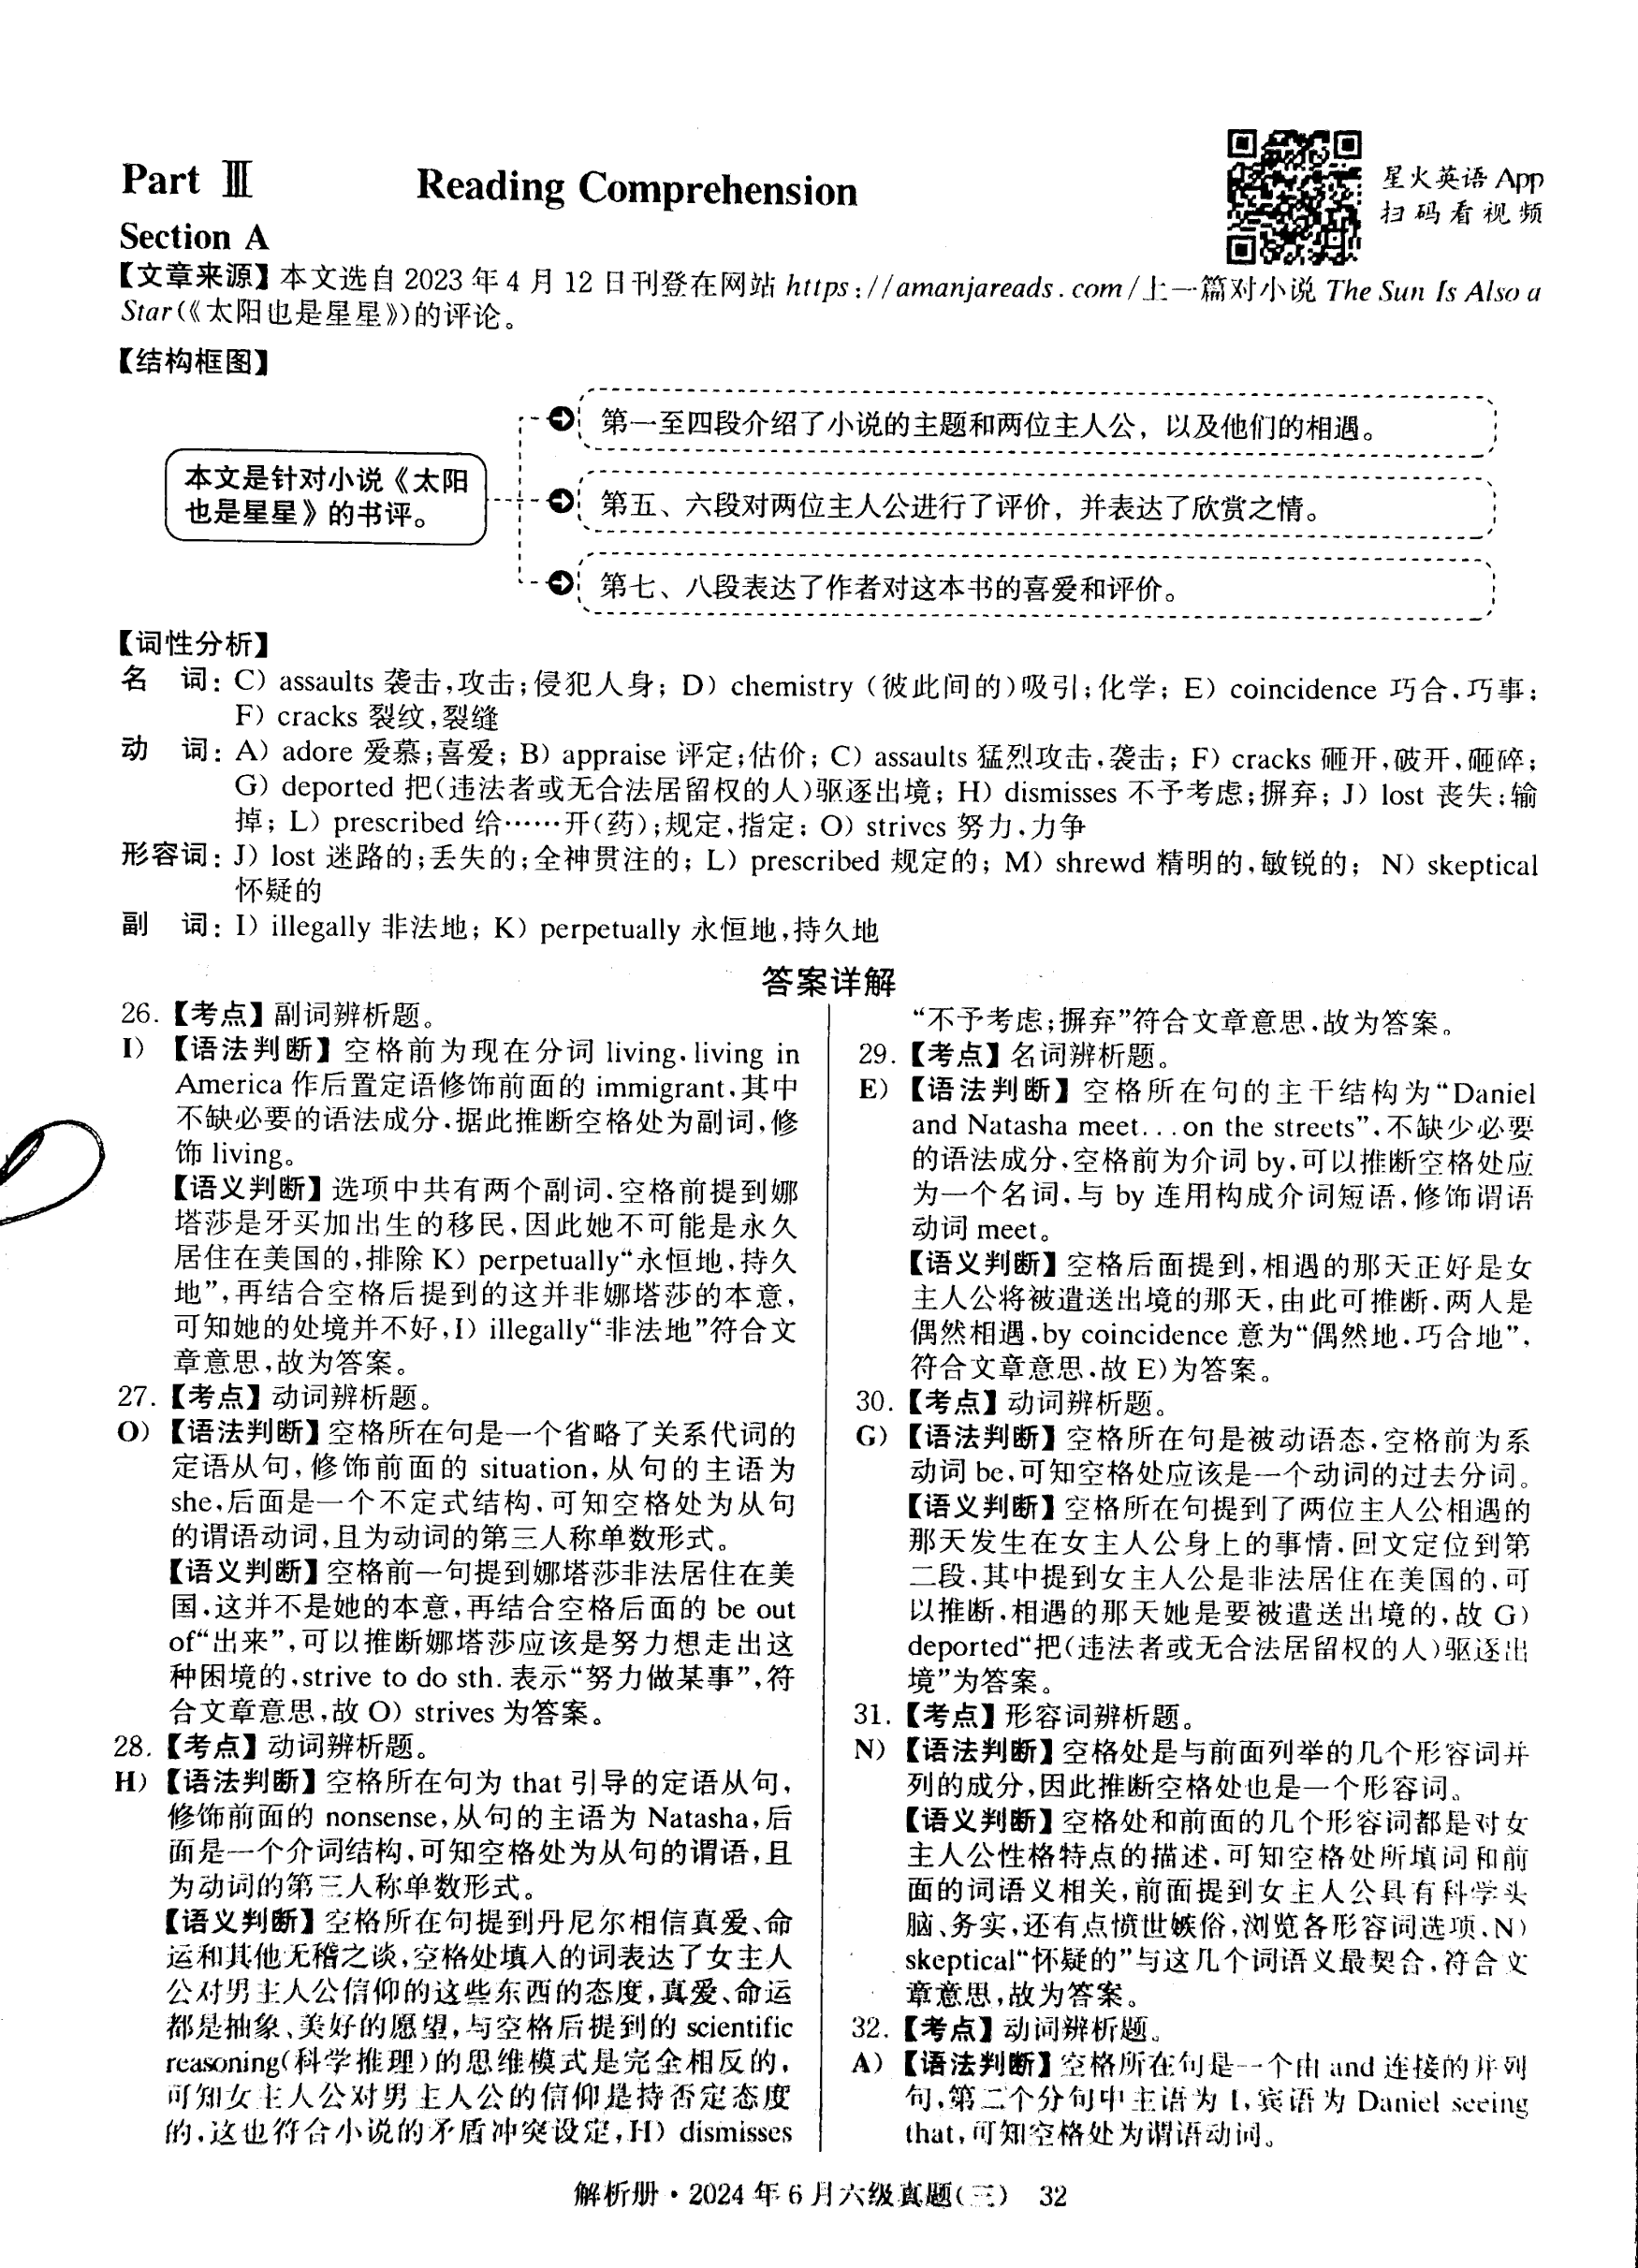 Part Ⅲ Reading Comprehension
星火英语 App
扫码看视频
Section A
【文章来源】本文选自 2023 年 4 月 12 日刊登在网站 https://amanjareads.com/上一篇对小说 The Sun Is Also a
Star(《太阳也是星星》)的评论。
【结构框图】
本文是针对小说《太阳
也是星星》的书评。
第一至四段介绍了小说的主题和两位主人公，以及他们的相遇。
第五、六段对两位主人公进行了评价，并表达了欣赏之情。
第七、八段表达了作者对这本书的喜爱和评价。
【词性分析】
名 词：C) assaults 袭击,攻击;侵犯人身；D) chemistry (彼此间的)吸引;化学；E) coincidence 巧合,巧事；
F) cracks 裂纹,裂缝
动 词：A) adore 爱慕;喜爱；B) appraise 评定;估价；C) assaults 猛烈攻击,袭击；F) cracks 砸开,破开,砸碎；
G) deported 把(违法者或无合法居留权的人)驱逐出境；H) dismisses 不予考虑;摒弃；J) lost 丧失;输
掉；L) prescribed 给……开(药);规定,指定；O) strives 努力,力争
形容词：J) lost 迷路的;丢失的;全神贯注的；L) prescribed 规定的；M) shrewd 精明的,敏锐的；N) skeptical
怀疑的
副 词：I) illegally 非法地；K) perpetually 永恒地,持久地
答案详解
26.【考点】副词辨析题。
I) 【语法判断】空格前为现在分词 living,living in
America 作后置定语修饰前面的 immigrant,其中
不缺必要的语法成分,据此推断空格处为副词,修
饰 living。
【语义判断】选项中共有两个副词,空格前提到娜
塔莎是牙买加出生的移民,因此她不可能是永久
居住在美国的,排除 K) perpetually“永恒地,持久
地”,再结合空格后提到的这并非娜塔莎的本意,
可知她的处境并不好,I) illegally“非法地”符合文
章意思,故为答案。
27.【考点】动词辨析题。
O)【语法判断】空格所在句是一个省略了关系代词的
定语从句,修饰前面的 situation,从句的主语为
she,后面是一个不定式结构,可知空格处为从句
的谓语动词,且为动词的第三人称单数形式。
【语义判断】空格前一句提到娜塔莎非法居住在美
国,这并不是她的本意,再结合空格后面的 be out
of“出来”,可以推断娜塔莎应该是努力想走出这
种困境的,strive to do sth. 表示“努力做某事”,符
合文章意思,故 O) strives 为答案。
28.【考点】动词辨析题。
H)【语法判断】空格所在句为 that 引导的定语从句,
修饰前面的 nonsense,从句的主语为 Natasha,后
面是一个介词结构,可知空格处为从句的谓语,且
为动词的第三人称单数形式。
【语义判断】空格所在句提到丹尼尔相信真爱、命
运和其他无稽之谈,空格处填入的词表达了女主人
公对男主人公信仰的这些东西的态度,真爱、命运
都是抽象、美好的愿望,与空格后提到的 scientific
reasoning(科学推理)的思维模式是完全相反的,
可知女主人公对男主人公的信仰是持否定态度
的,这也符合小说的矛盾冲突设定,H) dismisses
“不予考虑;摒弃”符合文章意思,故为答案。
29.【考点】名词辨析题。
E)【语法判断】空格所在句的主干结构为“Daniel
and Natasha meet...on the streets”,不缺少必要
的语法成分,空格前为介词 by,可以推断空格处应
为一个名词,与 by 连用构成介词短语,修饰谓语
动词 meet。
【语义判断】空格后面提到,相遇的那天正好是女
主人公将被遣送出境的那天,由此可推断,两人是
偶然相遇,by coincidence 意为“偶然地,巧合地”,
符合文章意思,故 E)为答案。
30.【考点】动词辨析题。
G)【语法判断】空格所在句是被动语态,空格前为系
动词 be,可知空格处应该是一个动词的过去分词。
【语义判断】空格所在句提到了两位主人公相遇的
那天发生在女主人公身上的事情,回文定位到第
二段,其中提到女主人公是非法居住在美国的,可
以推断,相遇的那天她是要被遣送出境的,故 G)
deported“把(违法者或无合法居留权的人)驱逐出
境”为答案。
31.【考点】形容词辨析题。
N)【语法判断】空格处是与前面列举的几个形容词并
列的成分,因此推断空格处也是一个形容词。
【语义判断】空格处和前面的几个形容词都是对女
主人公性格特点的描述,可知空格处所填词和前
面的词语义相关,前面提到女主人公具有科学头
脑、务实,还有点愤世嫉俗,浏览各形容词选项,N)
skeptical“怀疑的”与这几个词语义最契合,符合文
章意思,故为答案。
32.【考点】动词辨析题。
A)【语法判断】空格所在句是一个由 and 连接的并列
句,第二个分句中主语为 I,宾语为 Daniel seeing
that,可知空格处为谓语动词。
解析册·2024 年 6 月六级真题(三) 32